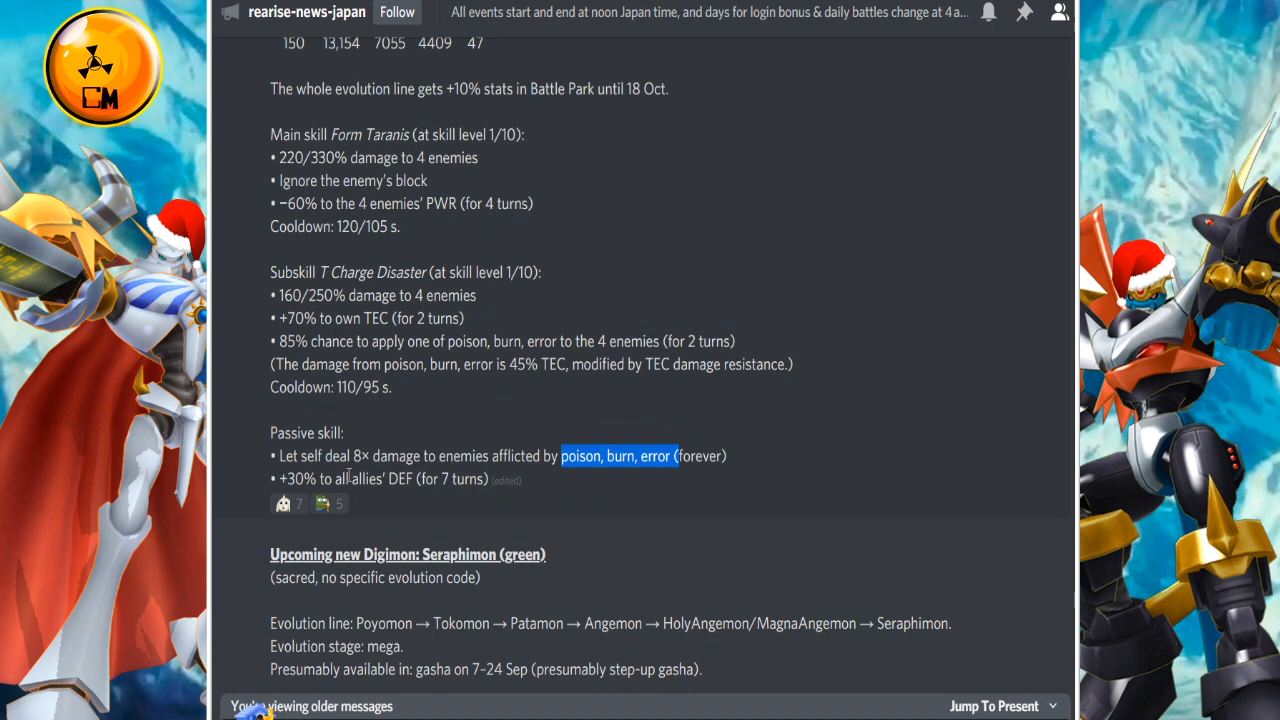 rearise-news-japan Follow All events start and end at noon Japan time, and days for login bonus & daily battles change at 4 a...
150 13,154 7055 4409 47
The whole evolution line gets +10% stats in Battle Park until 18 Oct.
Main skill Form Taranis (at skill level 1/10):
• 220/330% damage to 4 enemies
• Ignore the enemy's block
• −60% to the 4 enemies' PWR (for 4 turns)
Cooldown: 120/105 s.
Subskill T Charge Disaster (at skill level 1/10):
• 160/250% damage to 4 enemies
• +70% to own TEC (for 2 turns)
• 85% chance to apply one of poison, burn, error to the 4 enemies (for 2 turns)
(The damage from poison, burn, error is 45% TEC, modified by TEC damage resistance.)
Cooldown: 110/95 s.
Passive skill:
• Let self deal 8× damage to enemies afflicted by poison, burn, error (forever)
• +30% to all allies' DEF (for 7 turns) (edited)
7 5
Upcoming new Digimon: Seraphimon (green)
(sacred, no specific evolution code)
Evolution line: Poyomon → Tokomon → Patamon → Angemon → HolyAngemon/MagnaAngemon → Seraphimon.
Evolution stage: mega.
Presumably available in: gasha on 7–24 Sep (presumably step-up gasha).
You're viewing older messages Jump To Present
CM